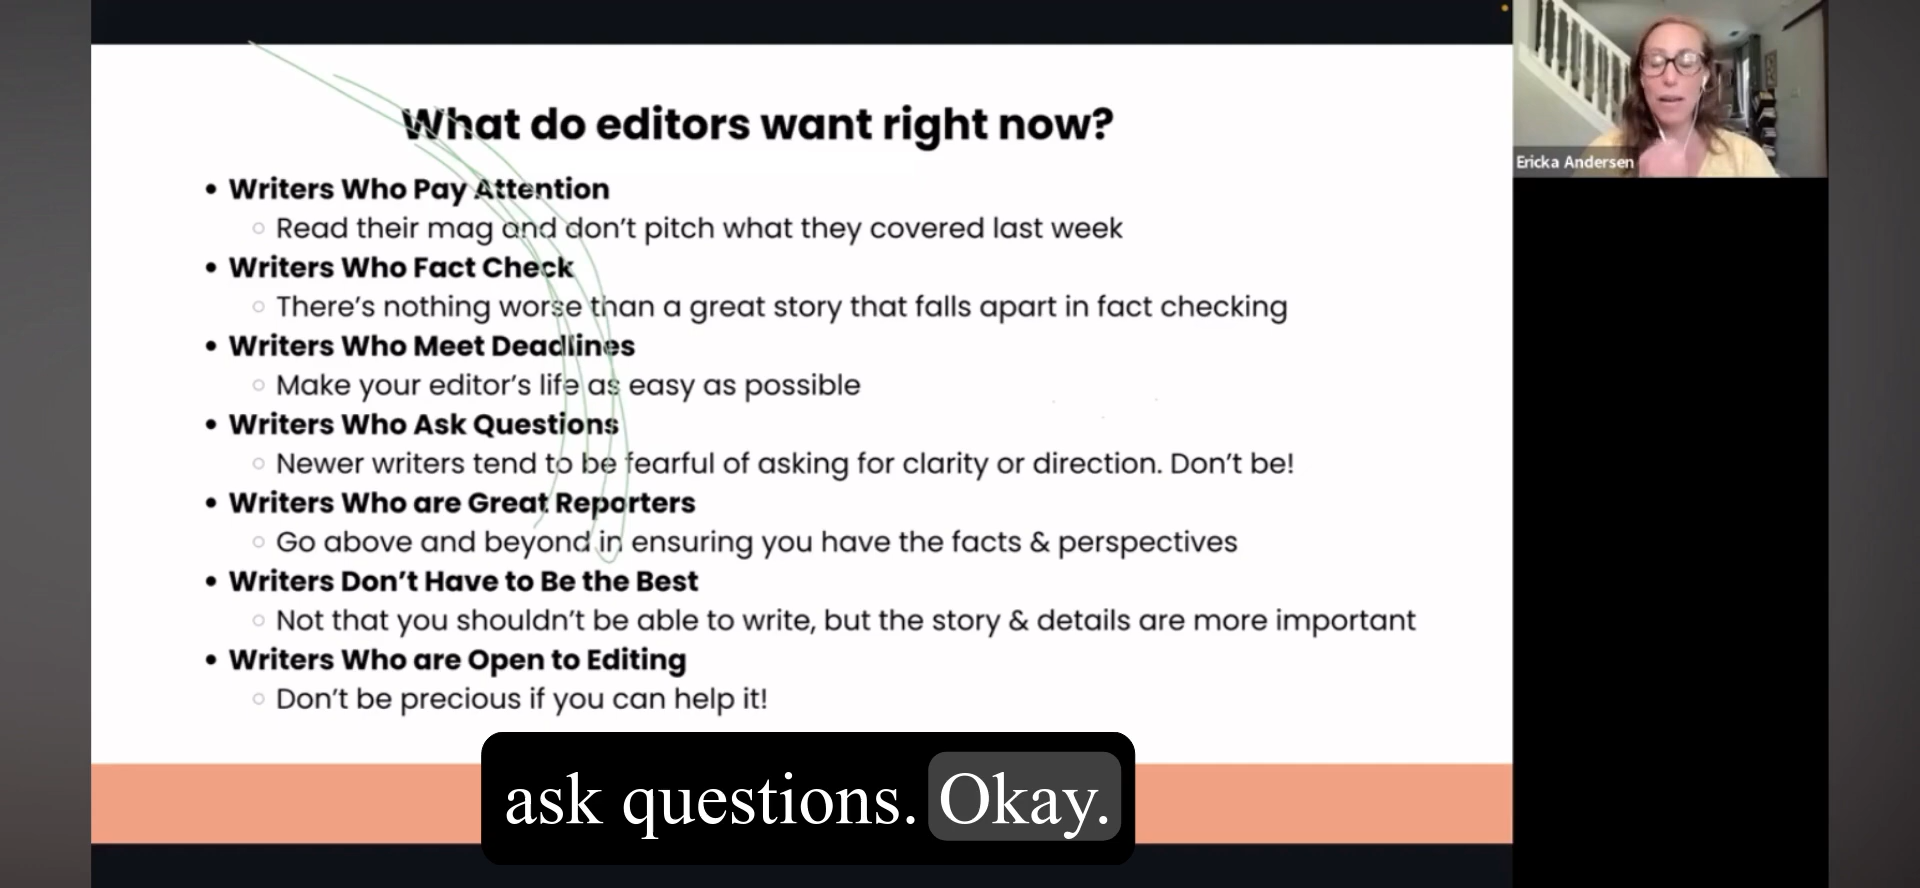 What do editors want right now?
• Writers Who Pay Attention
○ Read their mag and don't pitch what they covered last week
• Writers Who Fact Check
○ There's nothing worse than a great story that falls apart in fact checking
• Writers Who Meet Deadlines
○ Make your editor's life as easy as possible
• Writers Who Ask Questions
○ Newer writers tend to be fearful of asking for clarity or direction. Don't be!
• Writers Who are Great Reporters
○ Go above and beyond in ensuring you have the facts & perspectives
• Writers Don't Have to Be the Best
○ Not that you shouldn't be able to write, but the story & details are more important
• Writers Who are Open to Editing
○ Don't be precious if you can help it!
Ericka Andersen
ask questions. Okay.